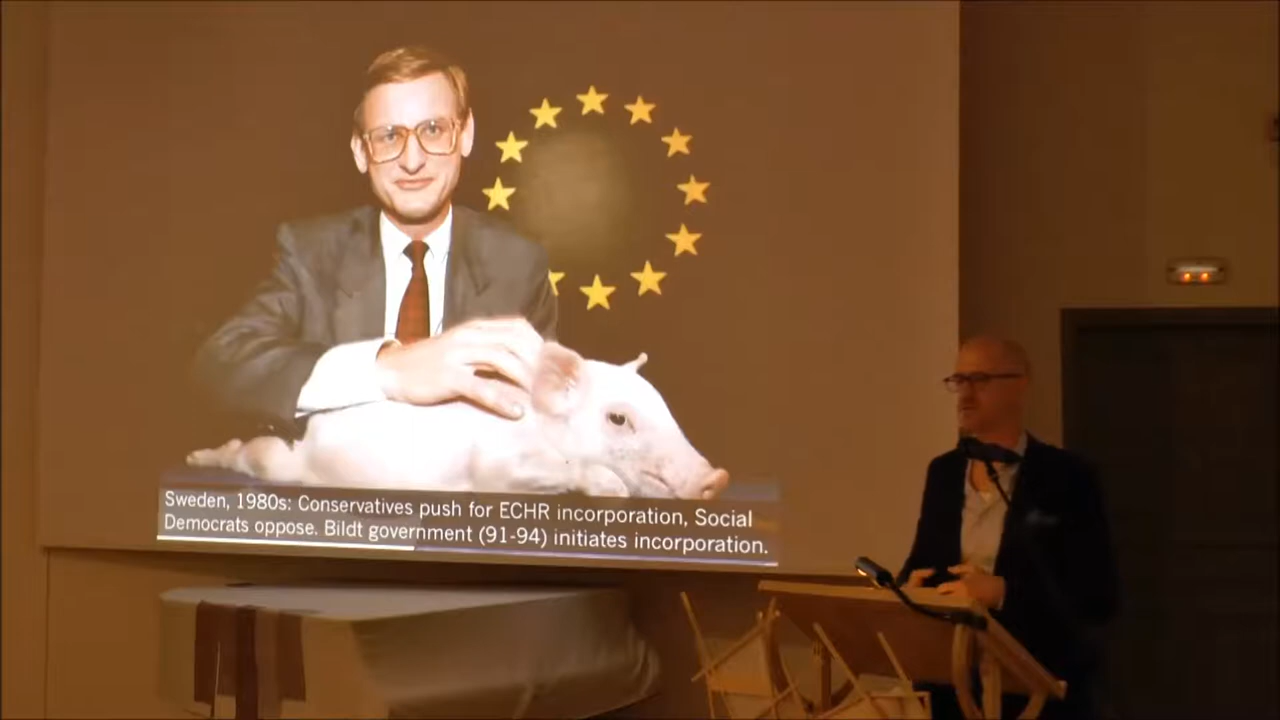 Sweden, 1980s: Conservatives push for ECHR incorporation, Social
Democrats oppose. Bildt government (91-94) initiates incorporation.